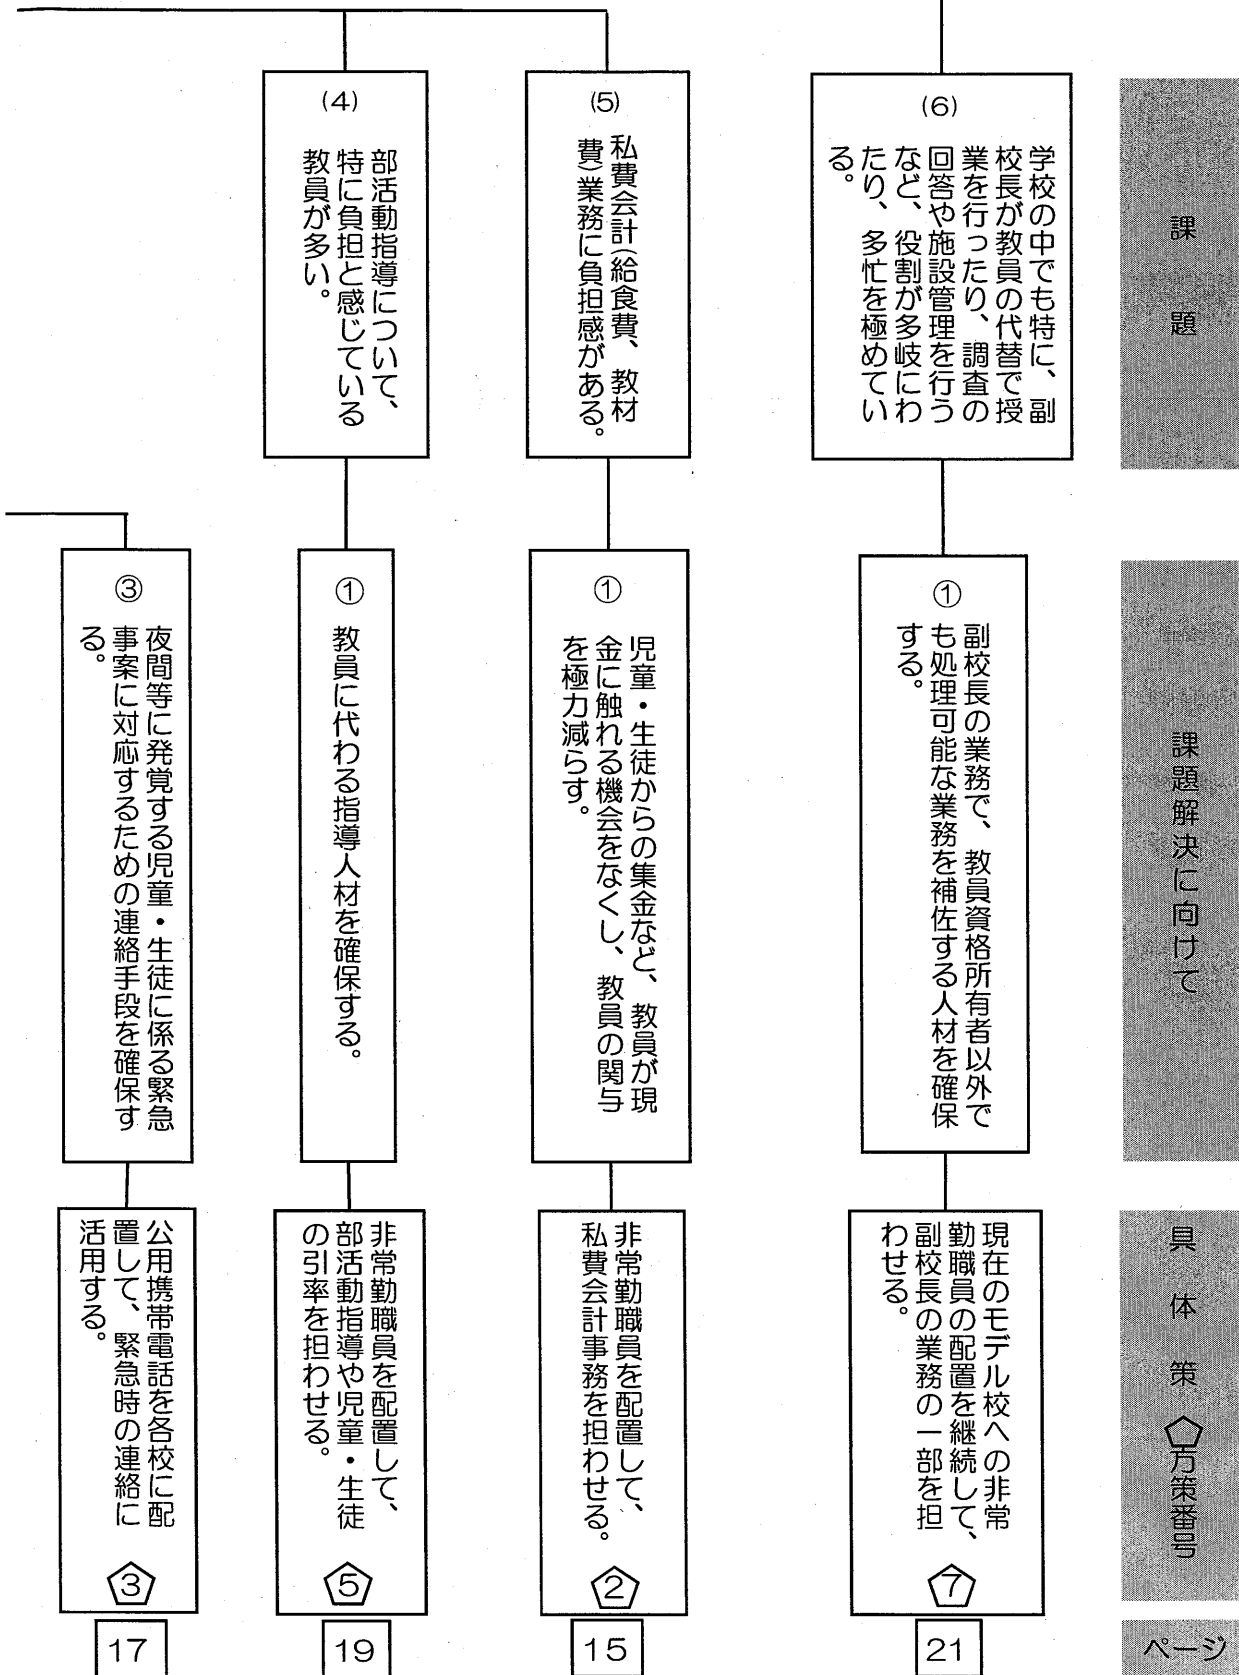 課題
課題解決に向けて
具体策 方策番号
ページ
(6)
学校の中でも特に、副
校長が教員の代替で授
業を行ったり、調査の
回答や施設管理を行う
など、役割が多岐にわ
たり、多忙を極めてい
る。
①
副校長の業務で、教員資格所有者以外で
も処理可能な業務を補佐する人材を確保
する。
現在のモデル校への非常
勤職員の配置を継続して、
副校長の業務の一部を担
わせる。
7
21
(5)
私費会計(給食費、教材
費)業務に負担感がある。
①
児童・生徒からの集金など、教員が現
金に触れる機会をなくし、教員の関与
を極力減らす。
非常勤職員を配置して、
私費会計事務を担わせる。
2
15
(4)
部活動指導について、
特に負担と感じている
教員が多い。
①
教員に代わる指導人材を確保する。
非常勤職員を配置して、
部活動指導や児童・生徒
の引率を担わせる。
5
19
③
夜間等に発覚する児童・生徒に係る緊急
事案に対応するための連絡手段を確保す
る。
公用携帯電話を各校に配
置して、緊急時の連絡に
活用する。
3
17